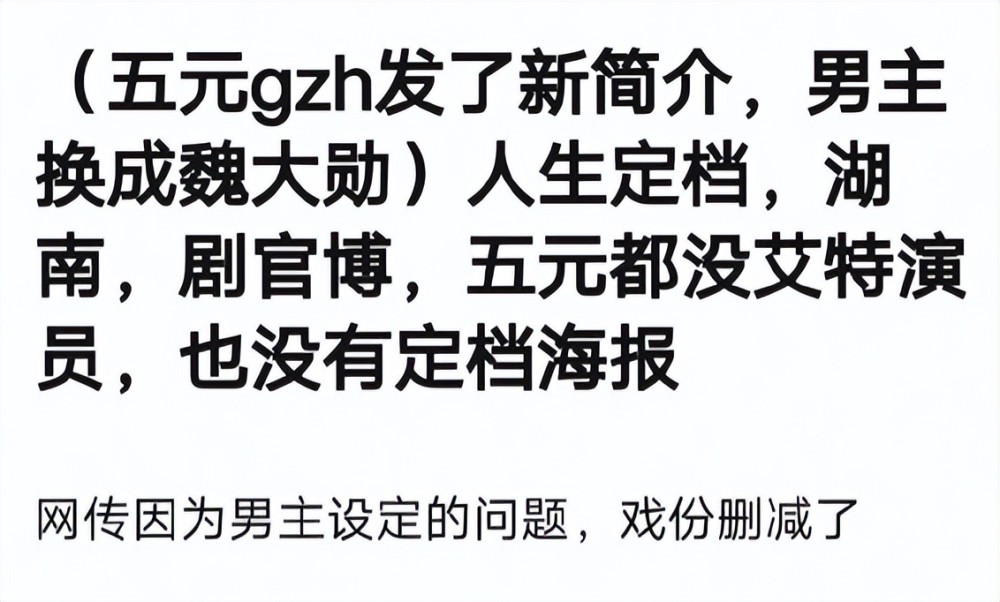 （五元gzh发了新简介，男主
换成魏大勋）人生定档，湖
南，剧官博，五元都没艾特演
员，也没有定档海报
网传因为男主设定的问题，戏份删减了